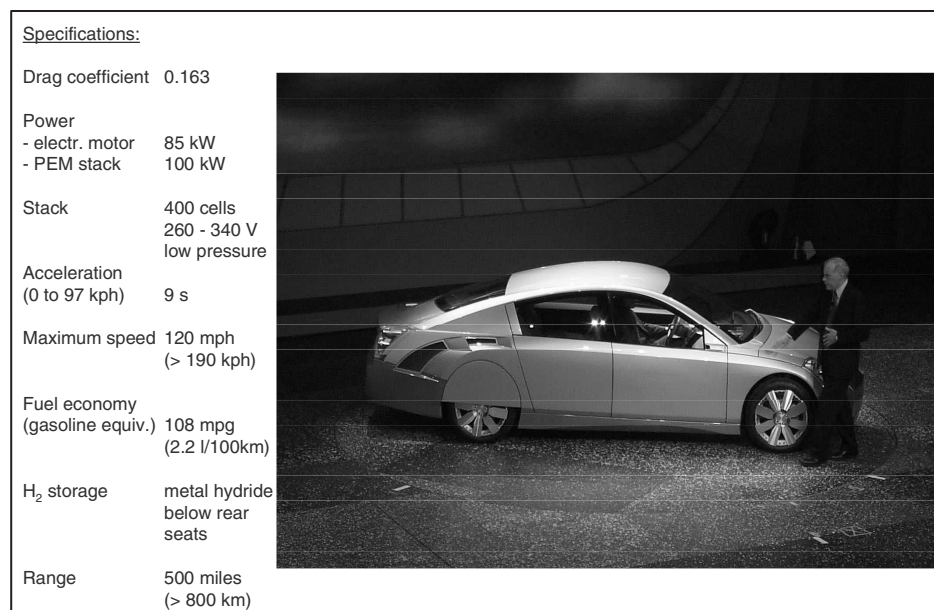 Specifications:
Drag coefficient 0.163
Power
- electr. motor 85 kW
- PEM stack 100 kW
Stack 400 cells
260 - 340 V
low pressure
Acceleration
(0 to 97 kph) 9 s
Maximum speed 120 mph
(> 190 kph)
Fuel economy
(gasoline equiv.) 108 mpg
(2.2 l/100km)
H₂ storage metal hydride
below rear
seats
Range 500 miles
(> 800 km)